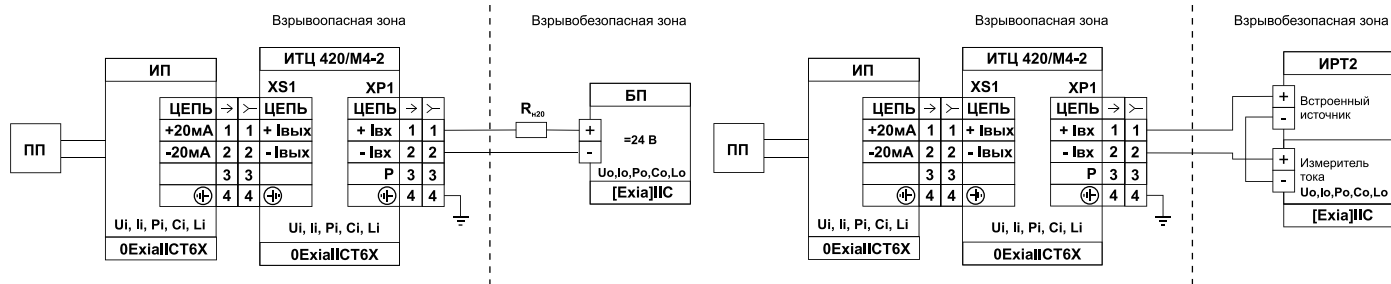 Взрывоопасная зона
Взрывобезопасная зона
ИП
ИТЦ 420/М4-2
XS1
XP1
ЦЕПЬ → ≻ ЦЕПЬ
ЦЕПЬ → ≻
+20мА 1 1 + Iвых
+ Iвх 1 1
-20мА 2 2 - Iвых
- Iвх 2 2
3 3
P 3 3
4 4
4 4
ПП
Ui, Ii, Pi, Ci, Li
Ui, Ii, Pi, Ci, Li
0ExiaIICT6X
0ExiaIICT6X
Rн20
БП
+
-
=24 В
Uo,Io,Po,Co,Lo
[Exia]IIC
Взрывоопасная зона
Взрывобезопасная зона
ИП
ИТЦ 420/М4-2
XS1
XP1
ЦЕПЬ → ≻ ЦЕПЬ
ЦЕПЬ → ≻
+20мА 1 1 + Iвых
+ Iвх 1 1
-20мА 2 2 - Iвых
- Iвх 2 2
3 3
P 3 3
4 4
4 4
ПП
Ui, Ii, Pi, Ci, Li
Ui, Ii, Pi, Ci, Li
0ExiaIICT6X
0ExiaIICT6X
ИРТ2
+
-
Встроенный
источник
+
-
Измеритель
тока
Uo,Io,Po,Co,Lo
[Exia]IIC